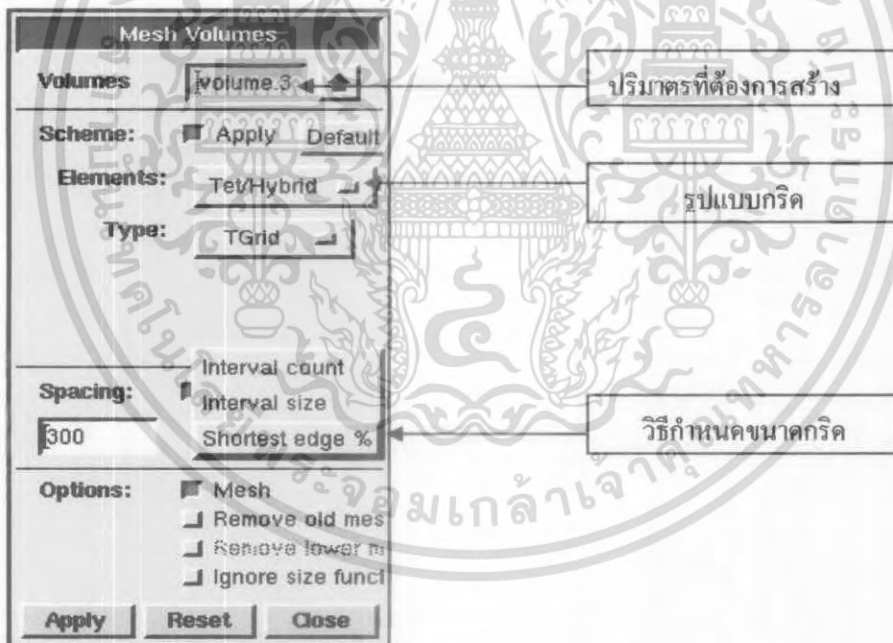 Mesh Volumes
Volumes volume.3
ปริมาตรที่ต้องการสร้าง
Scheme: Apply Default
Elements: Tet/Hybrid
รูปแบบกริด
Type: TGrid
Interval count
Spacing: Interval size
300 Shortest edge %
วิธีกำหนดขนาดกริด
Options: Mesh
Remove old mes
Remove lower m
Ignore size funct
Apply Reset Close